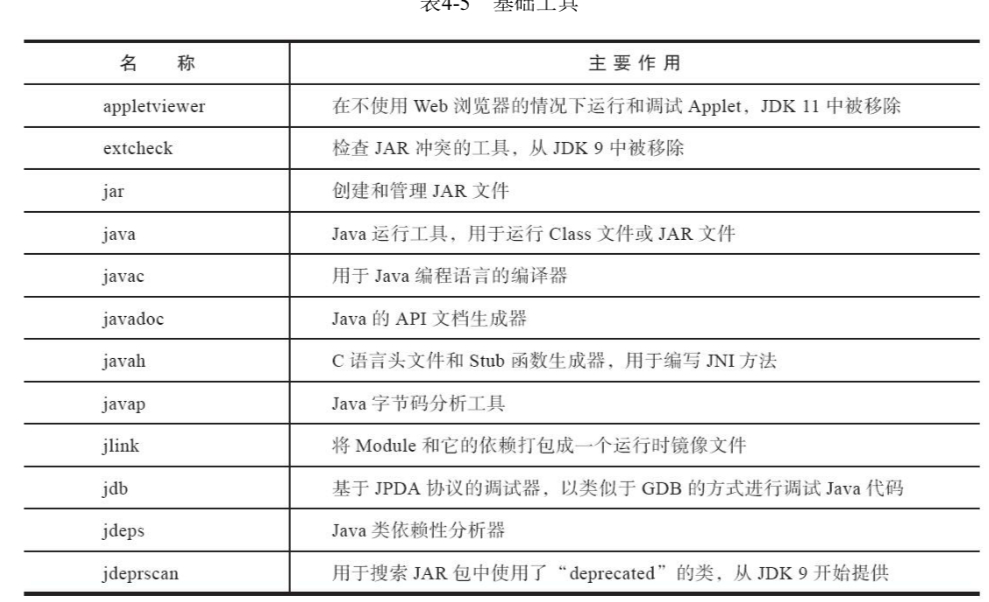 表4-5 基础工具
名 称 主要作用
appletviewer 在不使用 Web 浏览器的情况下运行和调试 Applet，JDK 11 中被移除
extcheck 检查 JAR 冲突的工具，从 JDK 9 中被移除
jar 创建和管理 JAR 文件
java Java 运行工具，用于运行 Class 文件或 JAR 文件
javac 用于 Java 编程语言的编译器
javadoc Java 的 API 文档生成器
javah C 语言头文件和 Stub 函数生成器，用于编写 JNI 方法
javap Java 字节码分析工具
jlink 将 Module 和它的依赖打包成一个运行时镜像文件
jdb 基于 JPDA 协议的调试器，以类似于 GDB 的方式进行调试 Java 代码
jdeps Java 类依赖性分析器
jdeprscan 用于搜索 JAR 包中使用了“deprecated”的类，从 JDK 9 开始提供